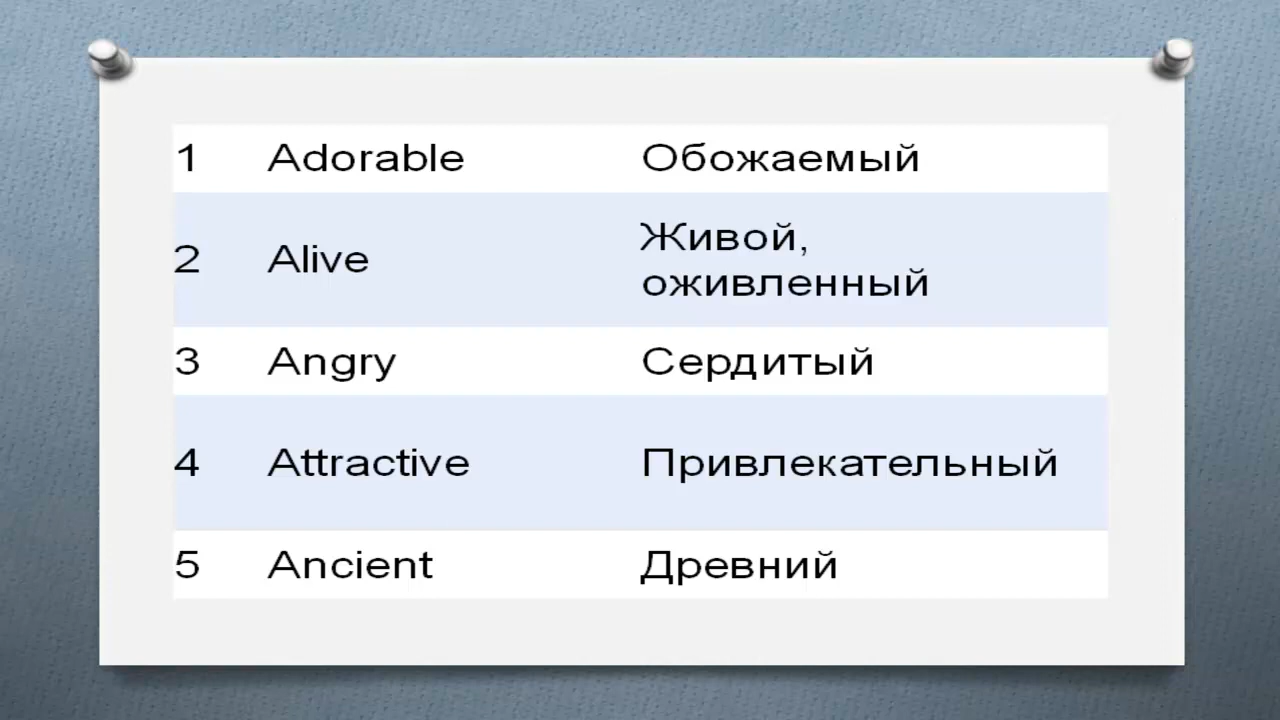 1 Adorable Обожаемый
2 Alive Живой,
оживленный
3 Angry Сердитый
4 Attractive Привлекательный
5 Ancient Древний